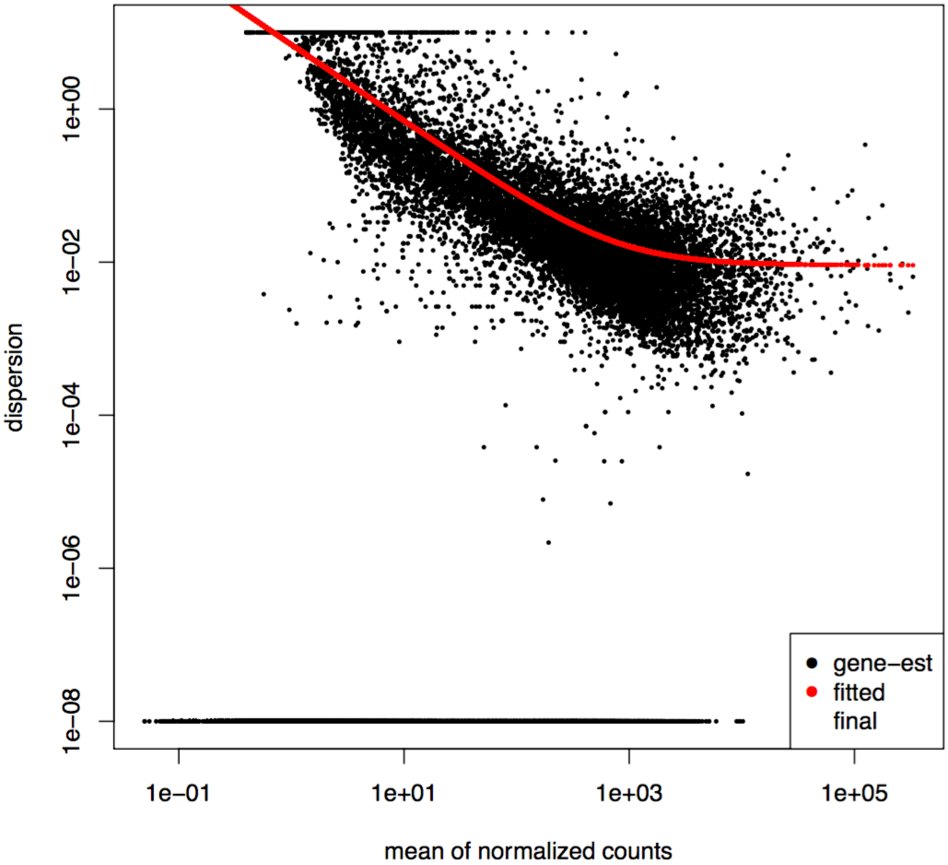 1e+00
1e−02
1e−04
1e−06
1e−08
dispersion
gene−est
fitted
final
1e−01
1e+01
1e+03
1e+05
mean of normalized counts